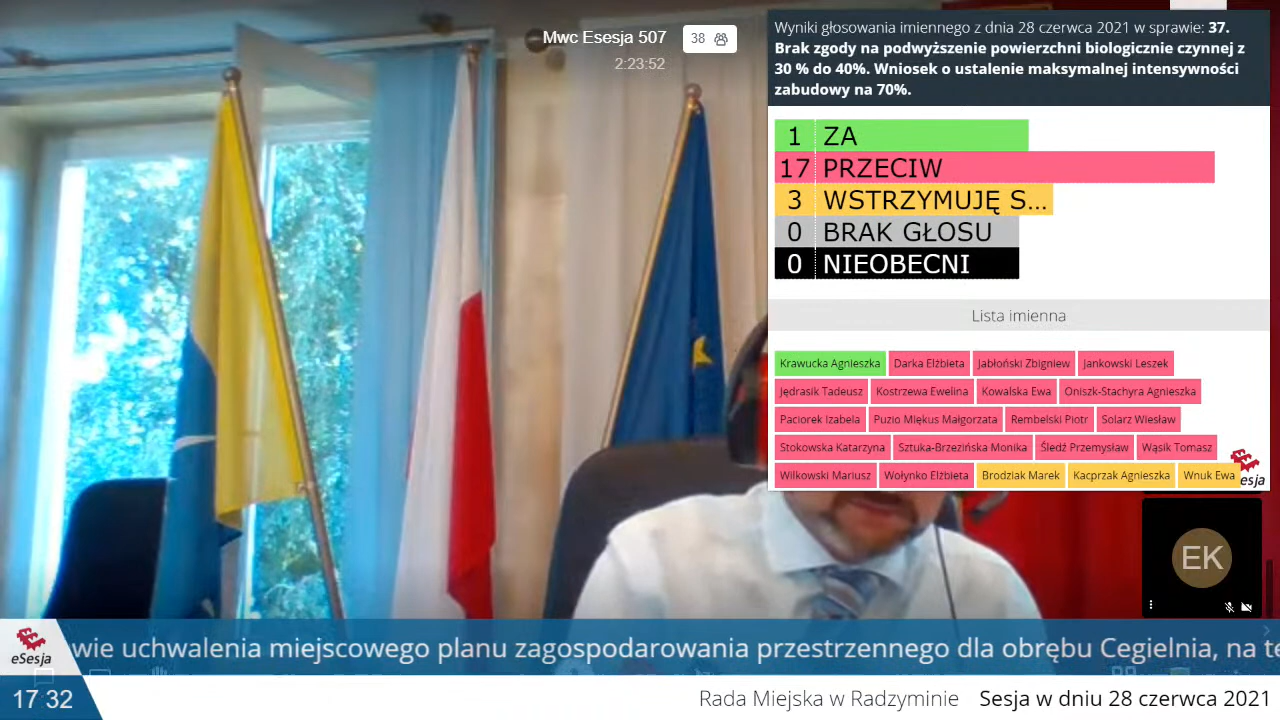 Mwc Esesja 507
38
2:23:52
Wyniki głosowania imiennego z dnia 28 czerwca 2021 w sprawie: 37.
Brak zgody na podwyższenie powierzchni biologicznie czynnej z
30 % do 40%. Wniosek o ustalenie maksymalnej intensywności
zabudowy na 70%.
1 ZA
17 PRZECIW
3 WSTRZYMUJĘ S...
0 BRAK GŁOSU
0 NIEOBECNI
Lista imienna
Krawucka Agnieszka Darka Elżbieta Jabłoński Zbigniew Jankowski Leszek
Jędrasik Tadeusz Kostrzewa Ewelina Kowalska Ewa Oniszk-Stachyra Agnieszka
Paciorek Izabela Puzio Miękus Małgorzata Rembelski Piotr Solarz Wiesław
Stokowska Katarzyna Sztuka-Brzezińska Monika Śledź Przemysław Wąsik Tomasz
Wilkowski Mariusz Wołynko Elżbieta Brodziak Marek Kacprzak Agnieszka Wnuk Ewa
esja
EK
eSesja
wie uchwalenia miejscowego planu zagospodarowania przestrzennego dla obrębu Cegielnia, na te
17 32
Rada Miejska w Radzyminie Sesja w dniu 28 czerwca 2021